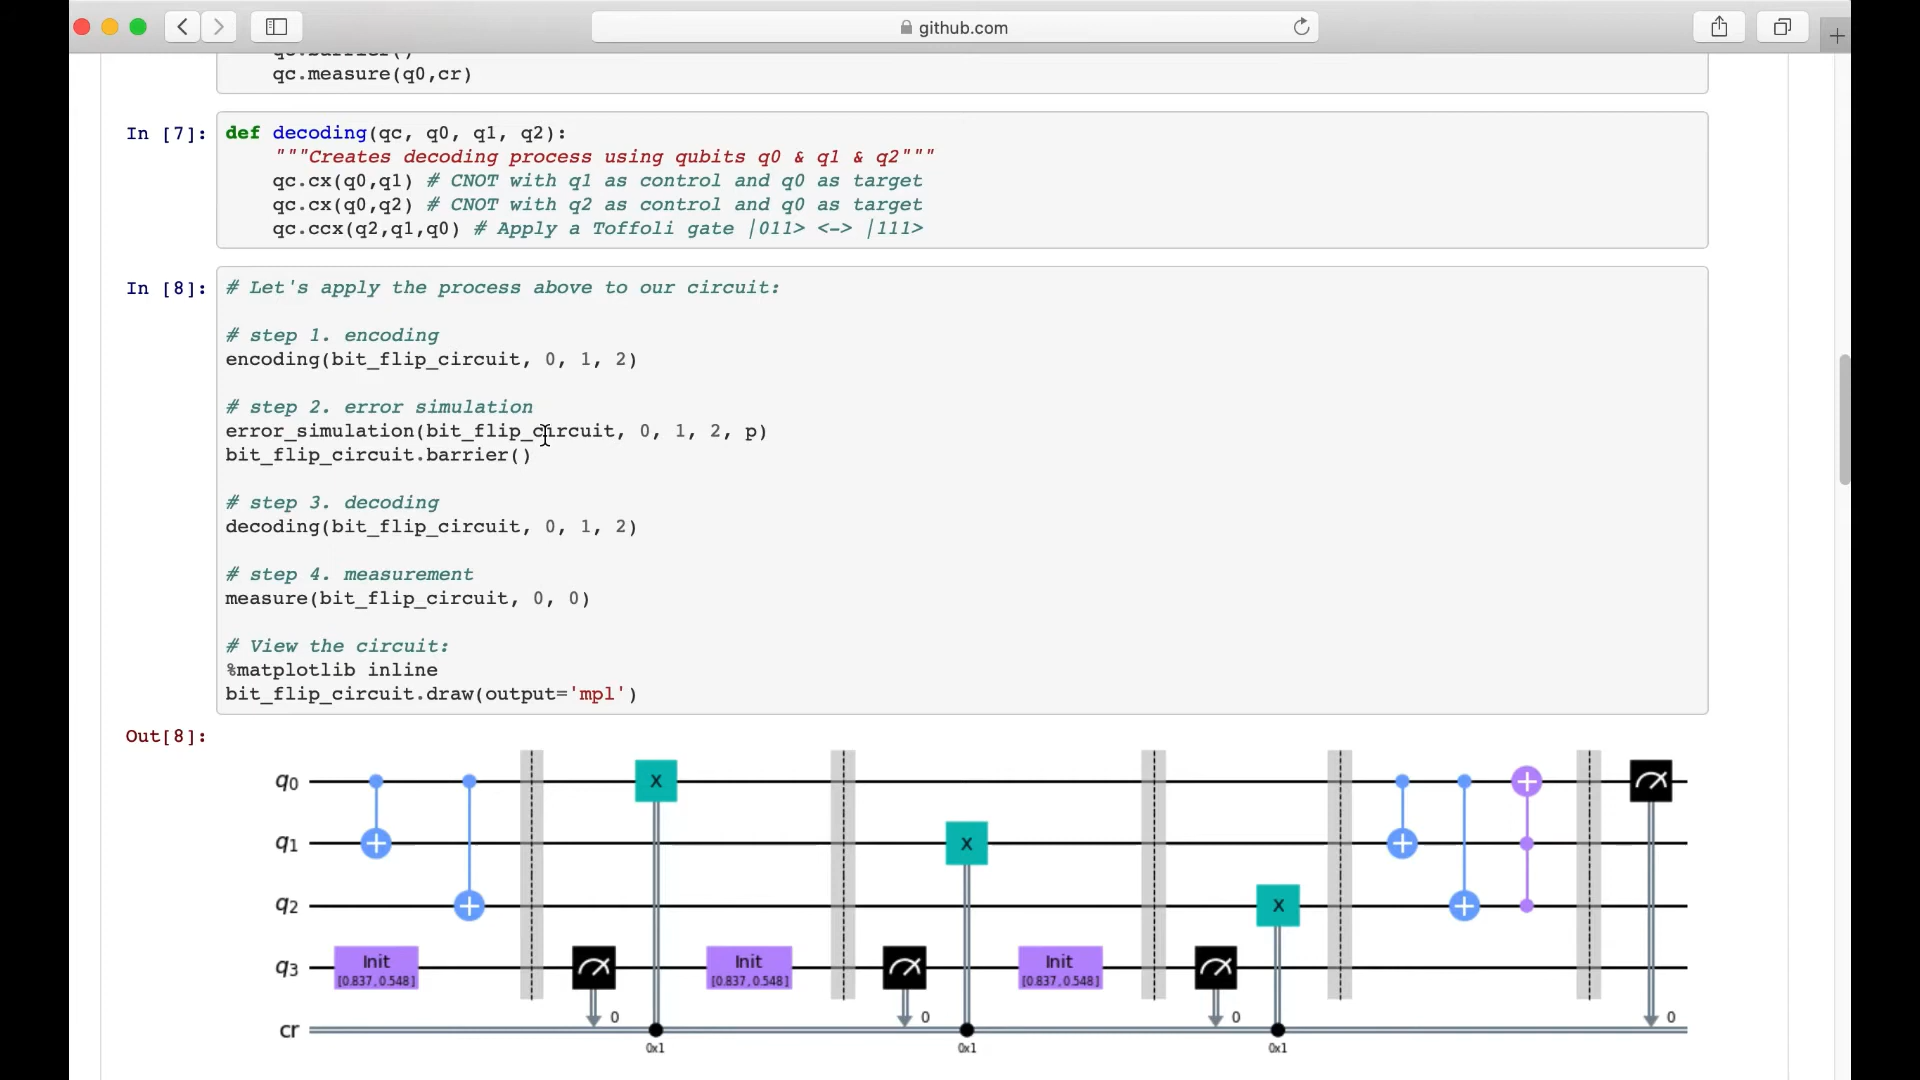 github.com
qc.barrier()
qc.measure(q0,cr)
In [7]:
def decoding(qc, q0, q1, q2):
"""Creates decoding process using qubits q0 & q1 & q2"""
qc.cx(q0,q1) # CNOT with q1 as control and q0 as target
qc.cx(q0,q2) # CNOT with q2 as control and q0 as target
qc.ccx(q2,q1,q0) # Apply a Toffoli gate |011> <-> |111>
In [8]:
# Let's apply the process above to our circuit:
# step 1. encoding
encoding(bit_flip_circuit, 0, 1, 2)
# step 2. error simulation
error_simulation(bit_flip_circuit, 0, 1, 2, p)
bit_flip_circuit.barrier()
# step 3. decoding
decoding(bit_flip_circuit, 0, 1, 2)
# step 4. measurement
measure(bit_flip_circuit, 0, 0)
# View the circuit:
%matplotlib inline
bit_flip_circuit.draw(output='mpl')
Out[8]:
q0 X
q1 X
q2 X
q3 Init Init Init
[0.837,0.548] [0.837,0.548] [0.837,0.548]
0 0 0 0
cr
0x1 0x1 0x1